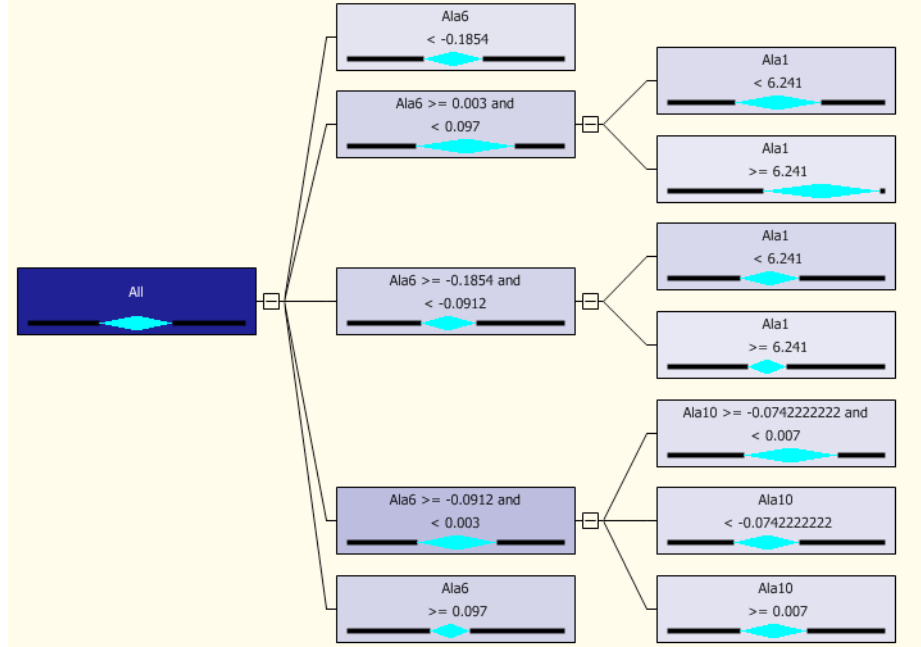 All
Ala6
< -0.1854
Ala6 >= 0.003 and
< 0.097
Ala6 >= -0.1854 and
< -0.0912
Ala6 >= -0.0912 and
< 0.003
Ala6
>= 0.097
Ala1
< 6.241
Ala1
>= 6.241
Ala1
< 6.241
Ala1
>= 6.241
Ala10 >= -0.0742222222 and
< 0.007
Ala10
< -0.0742222222
Ala10
>= 0.007